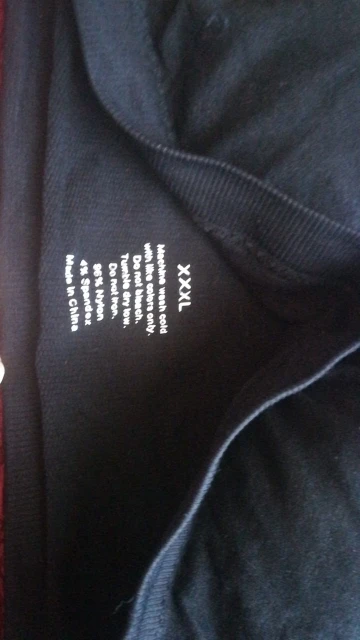 XXXL
Machine wash cold
with like colors only.
Do not bleach.
Tumble dry low.
Do not iron.
96% Nylon
4% Spandex
Made in China